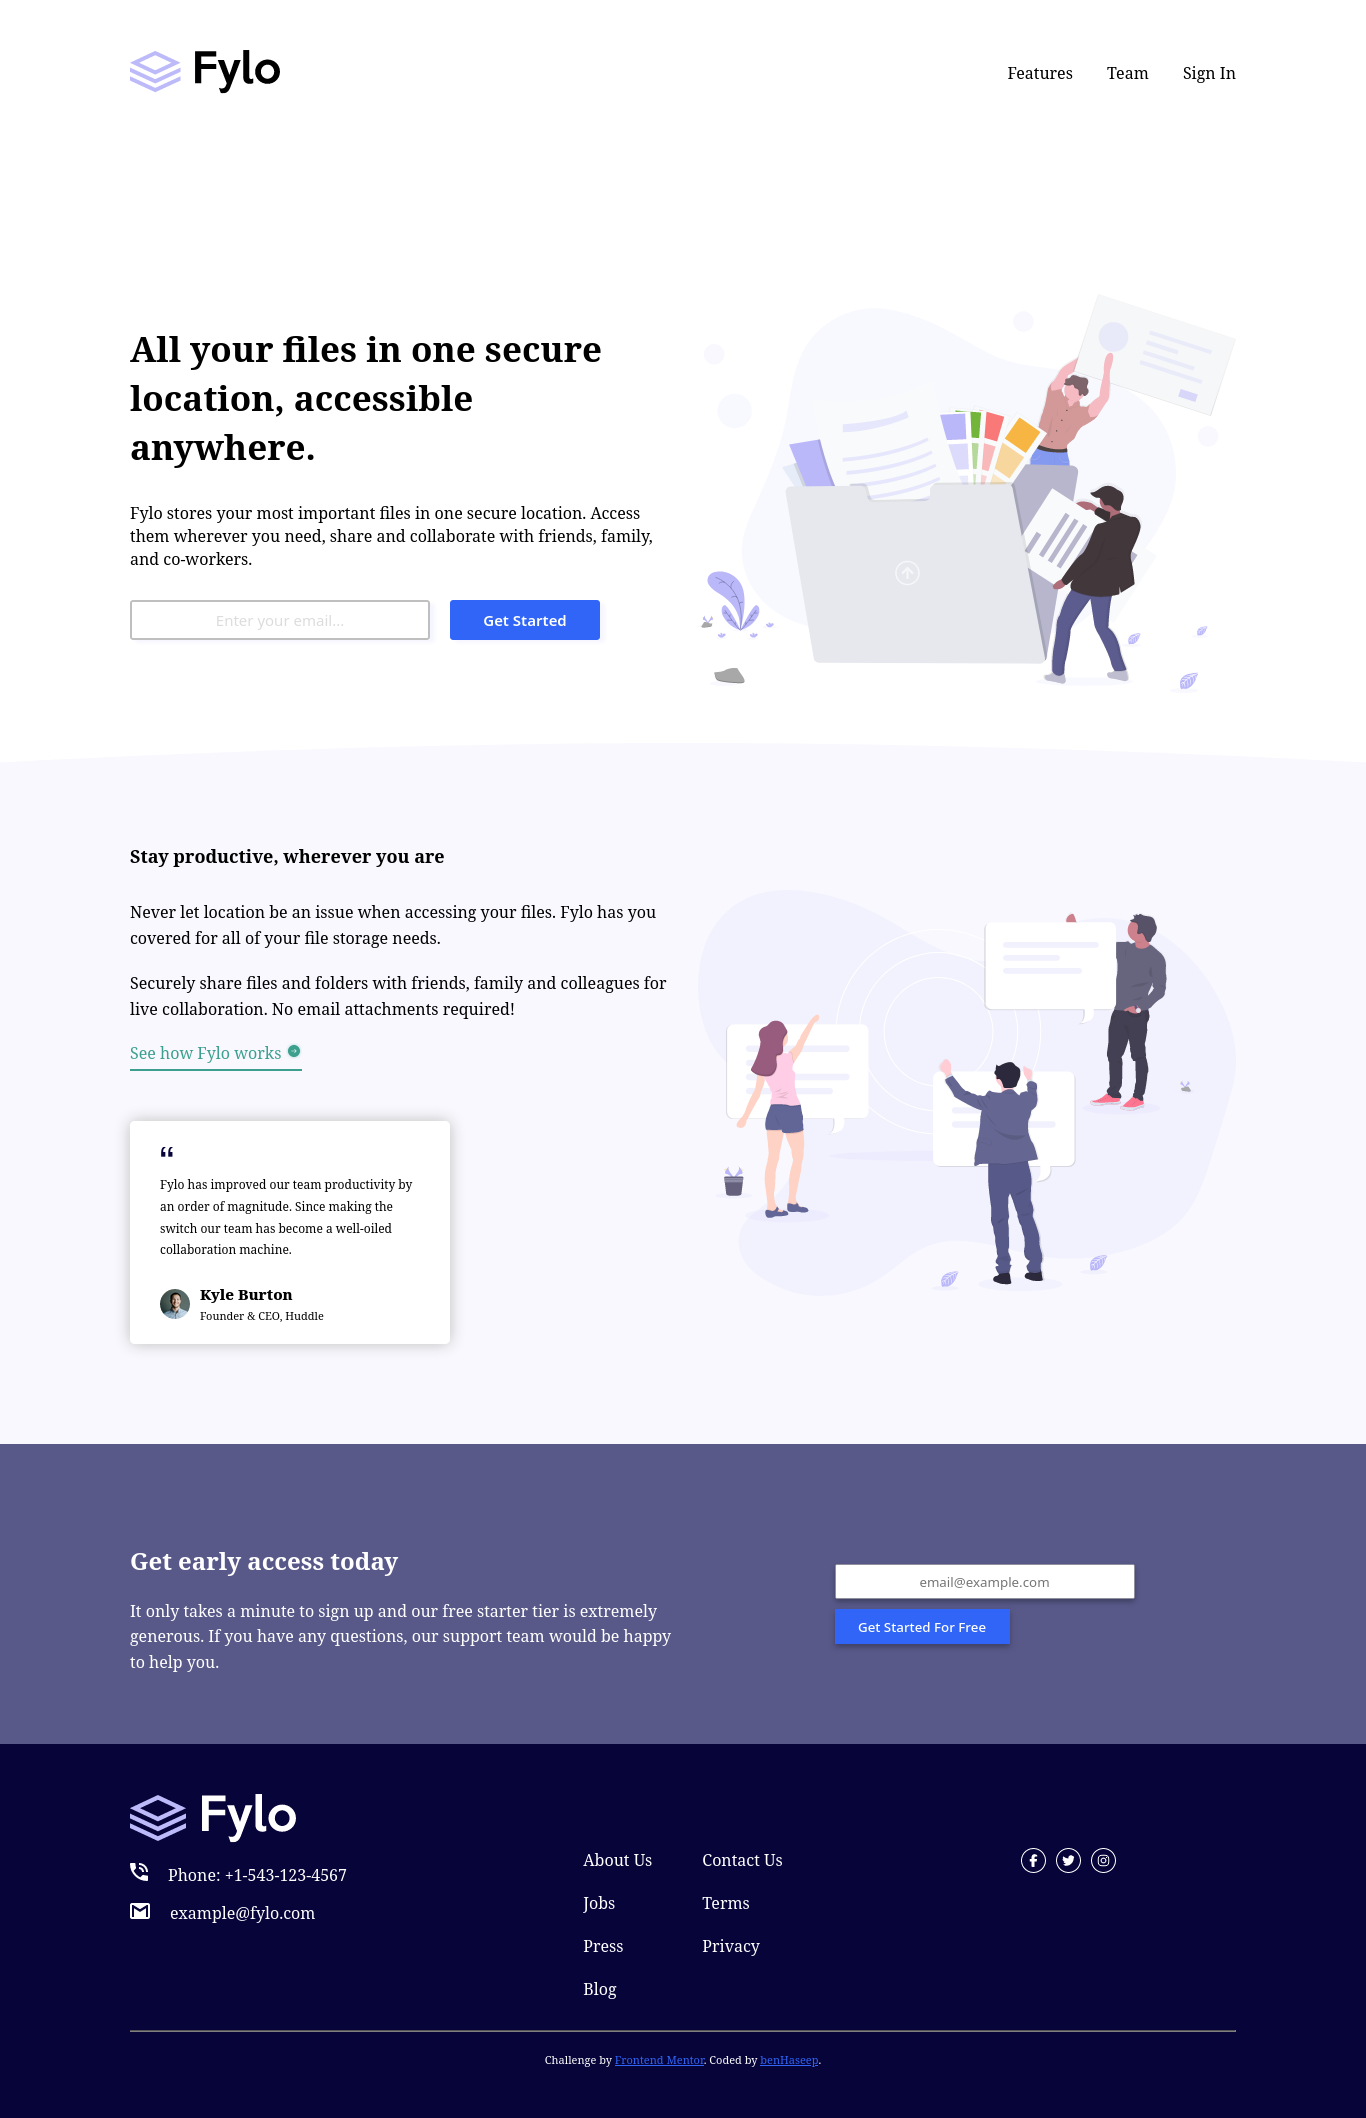 Fylo
Features
Team
Sign In
All your files in one secure
location, accessible
anywhere.
Fylo stores your most important files in one secure location. Access
them wherever you need, share and collaborate with friends, family,
and co-workers.
Enter your email...
Get Started
Stay productive, wherever you are
Never let location be an issue when accessing your files. Fylo has you
covered for all of your file storage needs.
Securely share files and folders with friends, family and colleagues for
live collaboration. No email attachments required!
See how Fylo works
“
Fylo has improved our team productivity by
an order of magnitude. Since making the
switch our team has become a well-oiled
collaboration machine.
Kyle Burton
Founder & CEO, Huddle
Get early access today
It only takes a minute to sign up and our free starter tier is extremely
generous. If you have any questions, our support team would be happy
to help you.
email@example.com
Get Started For Free
Fylo
Phone: +1-543-123-4567
example@fylo.com
About Us
Jobs
Press
Blog
Contact Us
Terms
Privacy
Challenge by Frontend Mentor. Coded by benHaseep.